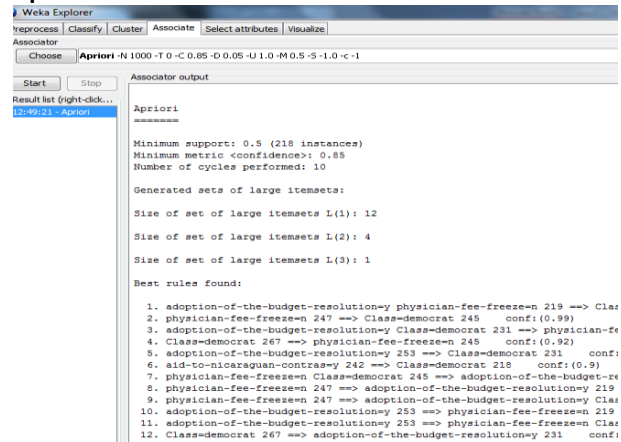 Weka Explorer
Preprocess Classify Cluster Associate Select attributes Visualize
Associator
Choose Apriori -N 1000 -T 0 -C 0.85 -D 0.05 -U 1.0 -M 0.5 -S -1.0 -c -1
Start Stop
Associator output
Result list (right-click...
12:49:21 - Apriori
Apriori
=======
Minimum support: 0.5 (218 instances)
Minimum metric <confidence>: 0.85
Number of cycles performed: 10
Generated sets of large itemsets:
Size of set of large itemsets L(1): 12
Size of set of large itemsets L(2): 4
Size of set of large itemsets L(3): 1
Best rules found:
1. adoption-of-the-budget-resolution=y physician-fee-freeze=n 219 ==> Clas
2. physician-fee-freeze=n 247 ==> Class=democrat 245 conf:(0.99)
3. adoption-of-the-budget-resolution=y Class=democrat 231 ==> physician-fe
4. Class=democrat 267 ==> physician-fee-freeze=n 245 conf:(0.92)
5. adoption-of-the-budget-resolution=y 253 ==> Class=democrat 231 conf:
6. aid-to-nicaraguan-contras=y 242 ==> Class=democrat 218 conf:(0.9)
7. physician-fee-freeze=n Class=democrat 245 ==> adoption-of-the-budget-re
8. physician-fee-freeze=n 247 ==> adoption-of-the-budget-resolution=y 219
9. physician-fee-freeze=n 247 ==> adoption-of-the-budget-resolution=y Clas
10. adoption-of-the-budget-resolution=y 253 ==> physician-fee-freeze=n 219
11. adoption-of-the-budget-resolution=y 253 ==> physician-fee-freeze=n Clas
12. Class=democrat 267 ==> adoption-of-the-budget-resolution=y 231 conf: